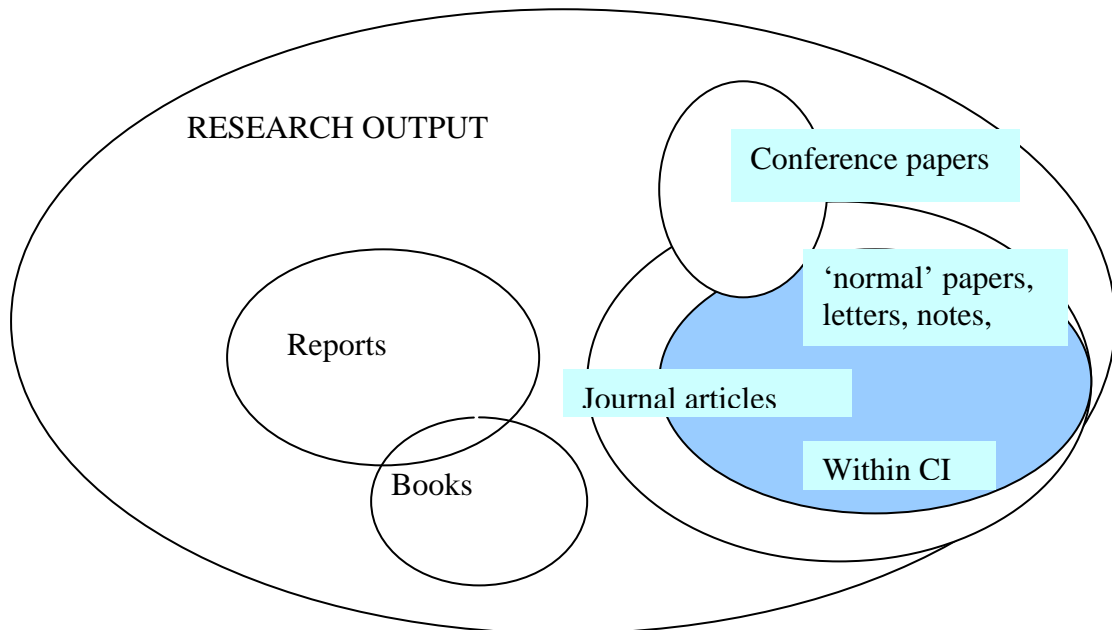 RESEARCH OUTPUT
Conference papers
‘normal’ papers,
letters, notes,
Reports
Journal articles
Within CI
Books